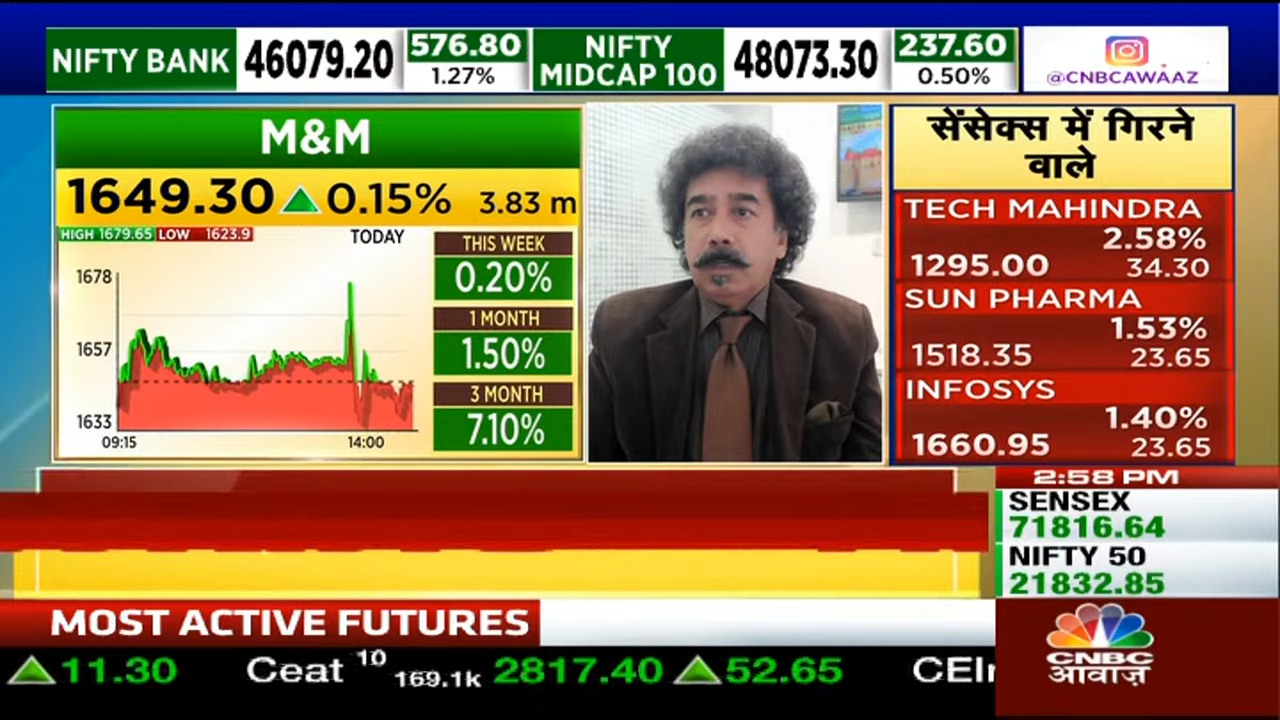 NIFTY BANK
46079.20
576.80
1.27%
NIFTY
MIDCAP 100
48073.30
237.60
0.50%
@CNBCAWAAZ
M&M
1649.30
0.15%
3.83 m
HIGH 1679.65 LOW 1623.9
TODAY
1678
1657
1633
09:15
14:00
THIS WEEK
0.20%
1 MONTH
1.50%
3 MONTH
7.10%
सेंसेक्स में गिरने
वाले
TECH MAHINDRA
2.58%
1295.00
34.30
SUN PHARMA
1.53%
1518.35
23.65
INFOSYS
1.40%
1660.95
23.65
2:58 PM
SENSEX
71816.64
NIFTY 50
21832.85
MOST ACTIVE FUTURES
11.30 Ceat 10 169.1k 2817.40 52.65
CNBC
आवाज़